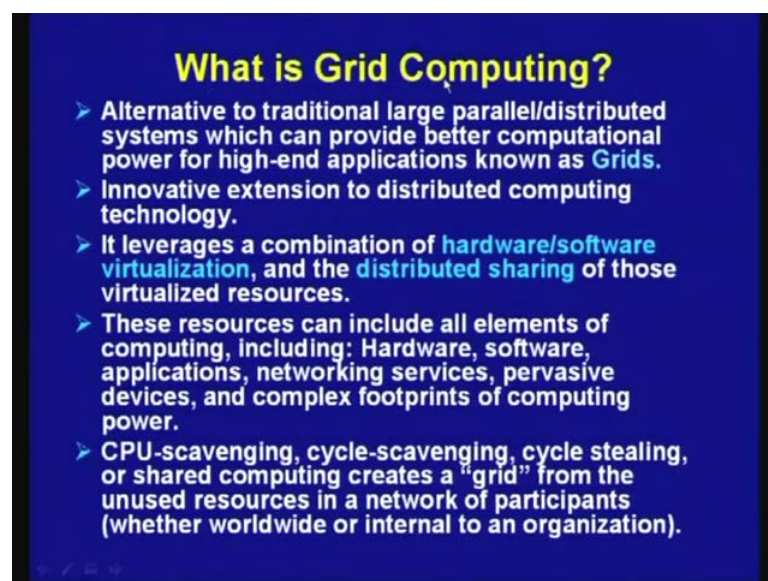 What is Grid Computing?
➢ Alternative to traditional large parallel/distributed
systems which can provide better computational
power for high-end applications known as Grids.
➢ Innovative extension to distributed computing
technology.
➢ It leverages a combination of hardware/software
virtualization, and the distributed sharing of those
virtualized resources.
➢ These resources can include all elements of
computing, including: Hardware, software,
applications, networking services, pervasive
devices, and complex footprints of computing
power.
➢ CPU-scavenging, cycle-scavenging, cycle stealing,
or shared computing creates a “grid” from the
unused resources in a network of participants
(whether worldwide or internal to an organization).